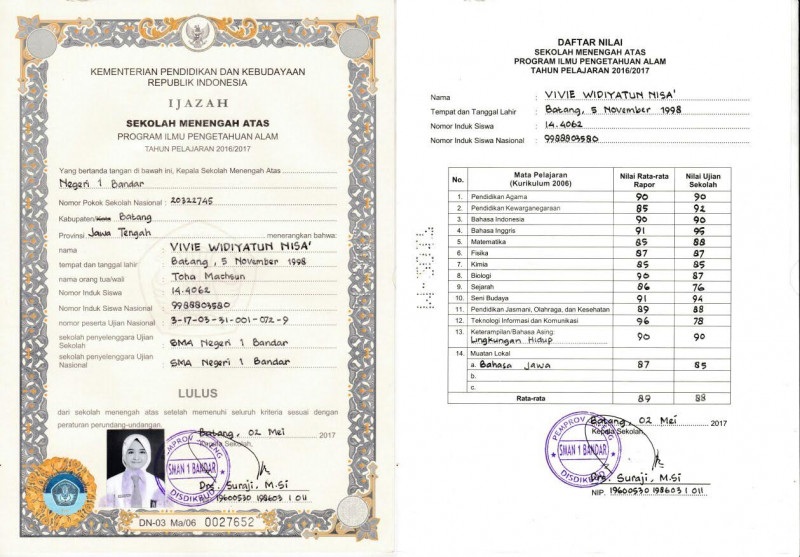 KEMENTERIAN PENDIDIKAN DAN KEBUDAYAAN
REPUBLIK INDONESIA
IJAZAH
SEKOLAH MENENGAH ATAS
PROGRAM ILMU PENGETAHUAN ALAM
TAHUN PELAJARAN 2016/2017
Yang bertanda tangan di bawah ini, Kepala Sekolah Menengah Atas
Negeri 1 Bandar
Nomor Pokok Sekolah Nasional : 20322745
Kabupaten/Kota Batang
Provinsi Jawa Tengah menerangkan bahwa:
nama : VIVIE WIDIYATUN NISA'
tempat dan tanggal lahir : Batang, 5 November 1998
nama orang tua/wali : Toha Machsun
Nomor Induk Siswa : 14.4062
Nomor Induk Siswa Nasional : 9988803580
nomor peserta Ujian Nasional : 3-17-03-31-001-072-9
sekolah penyelenggara Ujian Sekolah : SMA Negeri 1 Bandar
sekolah penyelenggara Ujian Nasional : SMA Negeri 1 Bandar
LULUS
dari sekolah menengah atas setelah memenuhi seluruh kriteria sesuai dengan
peraturan perundang-undangan.
Batang, 02 Mei 2017
Kepala Sekolah,
PEMPROV JATENG
SMAN 1 BANDAR
DISDIKBUD
Drs. Suraji, M.Si
19600530 198603 1 011
DN-03 Ma/06 0027652
DAFTAR NILAI
SEKOLAH MENENGAH ATAS
PROGRAM ILMU PENGETAHUAN ALAM
TAHUN PELAJARAN 2016/2017
Nama : VIVIE WIDIYATUN NISA'
Tempat dan Tanggal Lahir : Batang, 5 November 1998
Nomor Induk Siswa : 14.4062
Nomor Induk Siswa Nasional : 9988803580
No. Mata Pelajaran (Kurikulum 2006) Nilai Rata-rata Rapor Nilai Ujian Sekolah
1. Pendidikan Agama 90 90
2. Pendidikan Kewarganegaraan 85 92
3. Bahasa Indonesia 90 90
4. Bahasa Inggris 91 95
5. Matematika 85 88
6. Fisika 87 87
7. Kimia 85 85
8. Biologi 90 87
9. Sejarah 86 76
10. Seni Budaya 91 94
11. Pendidikan Jasmani, Olahraga, dan Kesehatan 89 88
12. Teknologi Informasi dan Komunikasi 96 78
13. Keterampilan/Bahasa Asing: Lingkungan Hidup 90 90
14. Muatan Lokal
a. Bahasa Jawa 87 85
b.
c.
Rata-rata 89 88
Batang, 02 Mei 2017
Kepala Sekolah,
PEMPROV JATENG
SMAN 1 BANDAR
DISDIKBUD
Drs. Suraji, M.Si
NIP. 19600530 198603 1 011